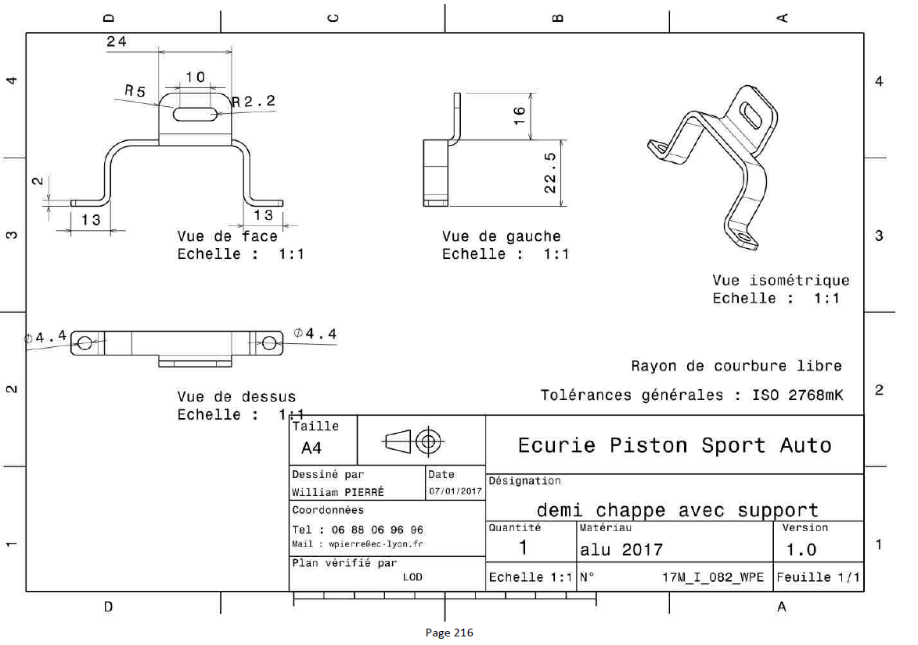 D C B A
24
10
R5
R2.2
4
4
16
22.5
2
13
13
3
3
Vue de face
Echelle : 1:1
Vue de gauche
Echelle : 1:1
Vue isométrique
Echelle : 1:1
∅4.4
∅4.4
Rayon de courbure libre
2
2
Vue de dessus
Echelle : 1:1
Tolérances générales : ISO 2768mK
Taille
A4
Ecurie Piston Sport Auto
Dessiné par
William PIERRÉ
Date
07/01/2017
Désignation
demi chappe avec support
Coordonnées
Tel : 06 88 06 96 96
Mail : wpierre@ec-lyon.fr
Quantité
1
Matériau
alu 2017
Version
1.0
1
1
Plan vérifié par
LOD
Echelle 1:1
N° 17M_I_082_WPE
Feuille 1/1
D A
Page 216